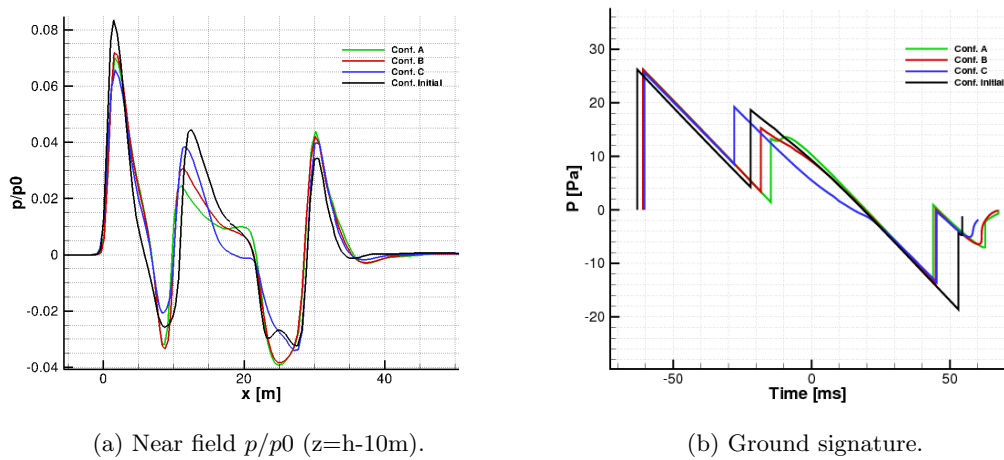 0.08
0.06
0.04
0.02
0
-0.02
-0.04
p/p0
0 20 40
x [m]
Conf. A
Conf. B
Conf. C
Conf. Initial
30
20
10
0
-10
-20
P [Pa]
-50 0 50
Time [ms]
Conf. A
Conf. B
Conf. C
Conf. Initial
(a) Near field p/p0 (z=h-10m).
(b) Ground signature.